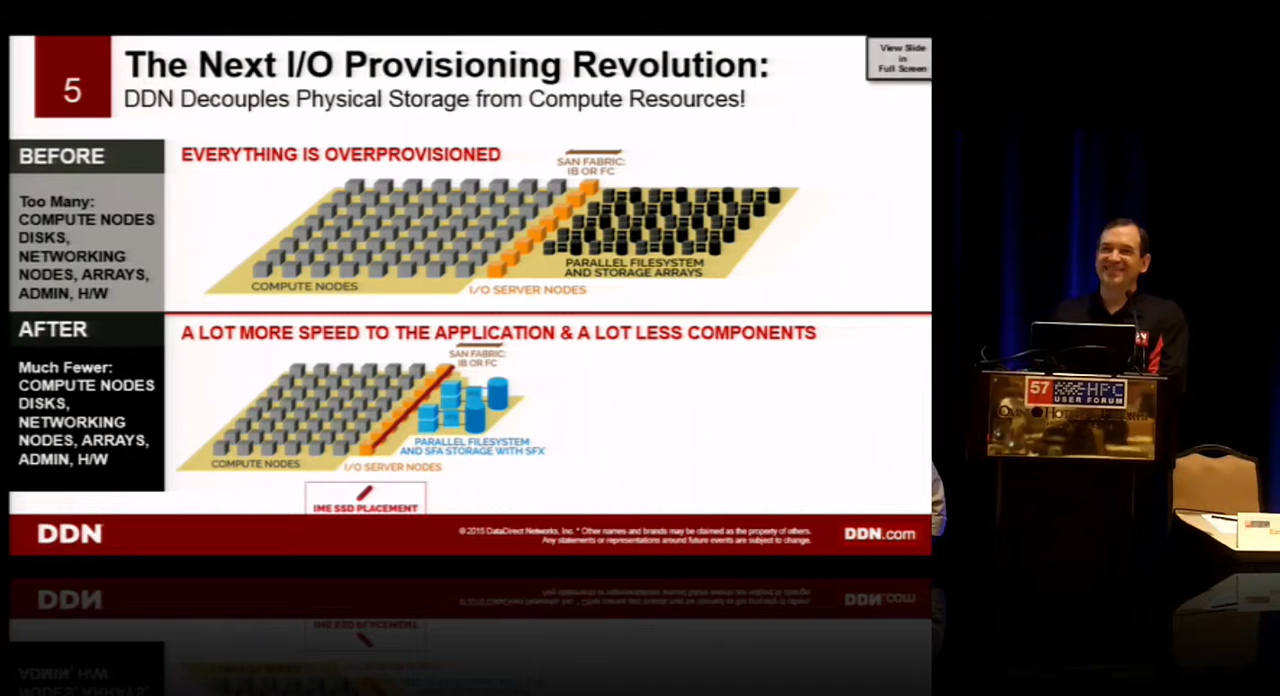 5
The Next I/O Provisioning Revolution:
DDN Decouples Physical Storage from Compute Resources!
View Slide
in
Full Screen
BEFORE
Too Many:
COMPUTE NODES
DISKS,
NETWORKING
NODES, ARRAYS,
ADMIN, H/W
EVERYTHING IS OVERPROVISIONED
SAN FABRIC:
IB OR FC
PARALLEL FILESYSTEM
AND STORAGE ARRAYS
COMPUTE NODES
I/O SERVER NODES
AFTER
Much Fewer:
COMPUTE NODES
DISKS,
NETWORKING
NODES, ARRAYS,
ADMIN, H/W
A LOT MORE SPEED TO THE APPLICATION & A LOT LESS COMPONENTS
SAN FABRIC:
IB OR FC
PARALLEL FILESYSTEM
AND SFA STORAGE WITH SFX
COMPUTE NODES
I/O SERVER NODES
IME SSD PLACEMENT
DDN
© 2015 DataDirect Networks, Inc. * Other names and brands may be claimed as the property of others.
Any statements or representations around future events are subject to change.
DDN.com
57 HPC
USER FORUM